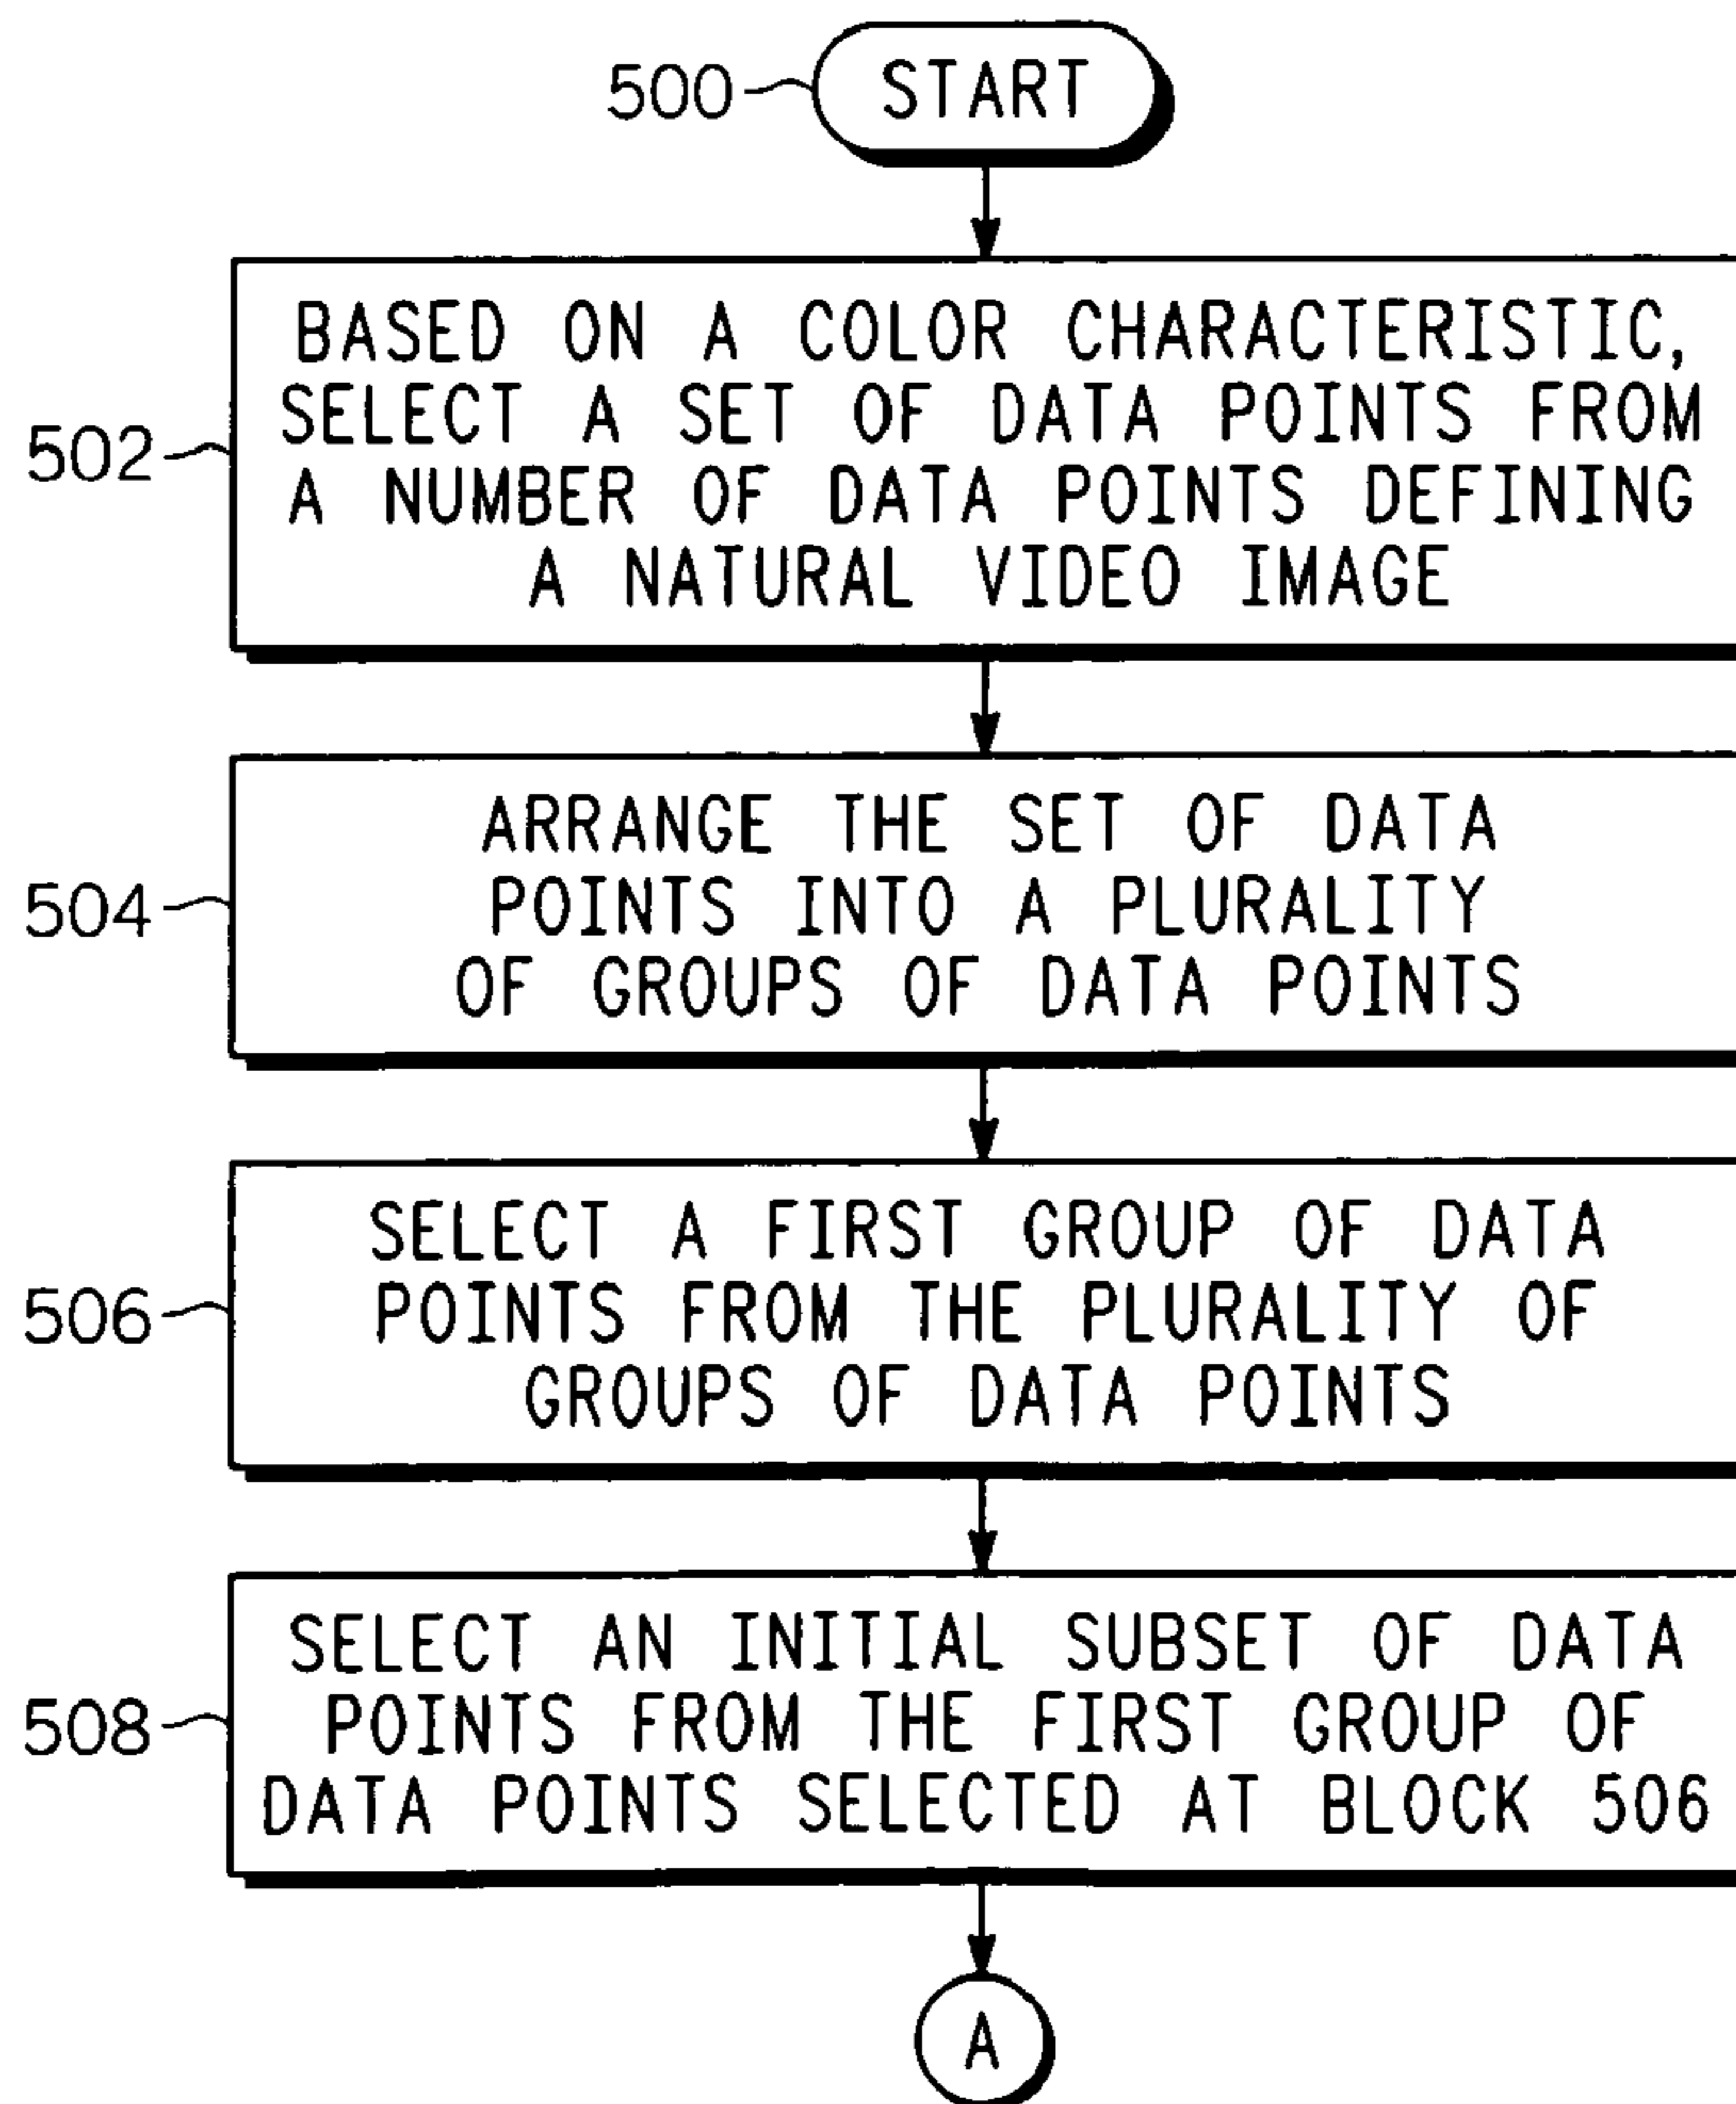 500
START
502
BASED ON A COLOR CHARACTERISTIC,
SELECT A SET OF DATA POINTS FROM
A NUMBER OF DATA POINTS DEFINING
A NATURAL VIDEO IMAGE
504
ARRANGE THE SET OF DATA
POINTS INTO A PLURALITY
OF GROUPS OF DATA POINTS
506
SELECT A FIRST GROUP OF DATA
POINTS FROM THE PLURALITY OF
GROUPS OF DATA POINTS
508
SELECT AN INITIAL SUBSET OF DATA
POINTS FROM THE FIRST GROUP OF
DATA POINTS SELECTED AT BLOCK 506
A